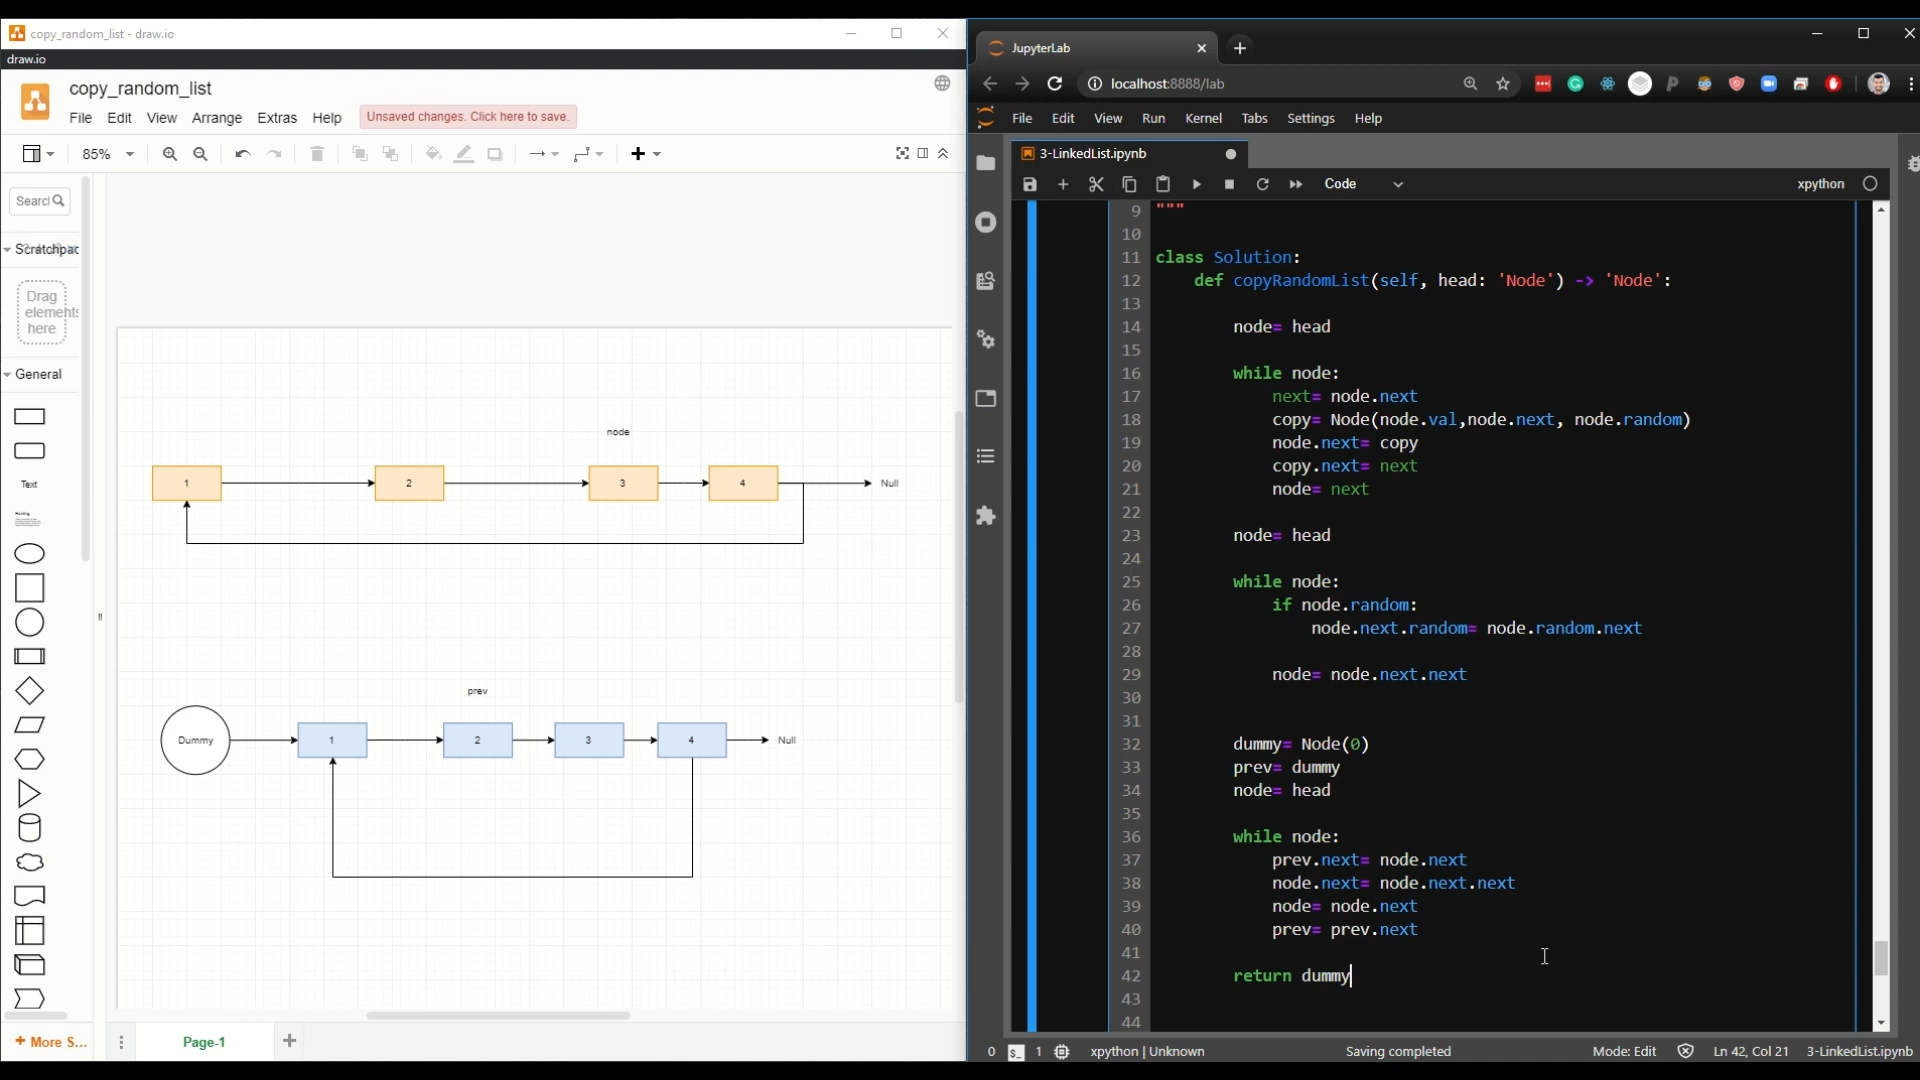 copy_random_list - draw.io
draw.io
copy_random_list
File Edit View Arrange Extras Help Unsaved changes. Click here to save.
85%
Scratchpad
Drag elements here
General
Text
node
1 2 3 4 Null
prev
Dummy 1 2 3 4 Null
+ More S...
Page-1
JupyterLab
localhost:8888/lab
File Edit View Run Kernel Tabs Settings Help
3-LinkedList.ipynb
Code
xpython
9 """
10
11 class Solution:
12 def copyRandomList(self, head: 'Node') -> 'Node':
13
14 node= head
15
16 while node:
17 next= node.next
18 copy= Node(node.val,node.next, node.random)
19 node.next= copy
20 copy.next= next
21 node= next
22
23 node= head
24
25 while node:
26 if node.random:
27 node.next.random= node.random.next
28
29 node= node.next.next
30
31
32 dummy= Node(0)
33 prev= dummy
34 node= head
35
36 while node:
37 prev.next= node.next
38 node.next= node.next.next
39 node= node.next
40 prev= prev.next
41
42 return dummy
43
44
0 1 xpython | Unknown Saving completed Mode: Edit Ln 42, Col 21 3-LinkedList.ipynb